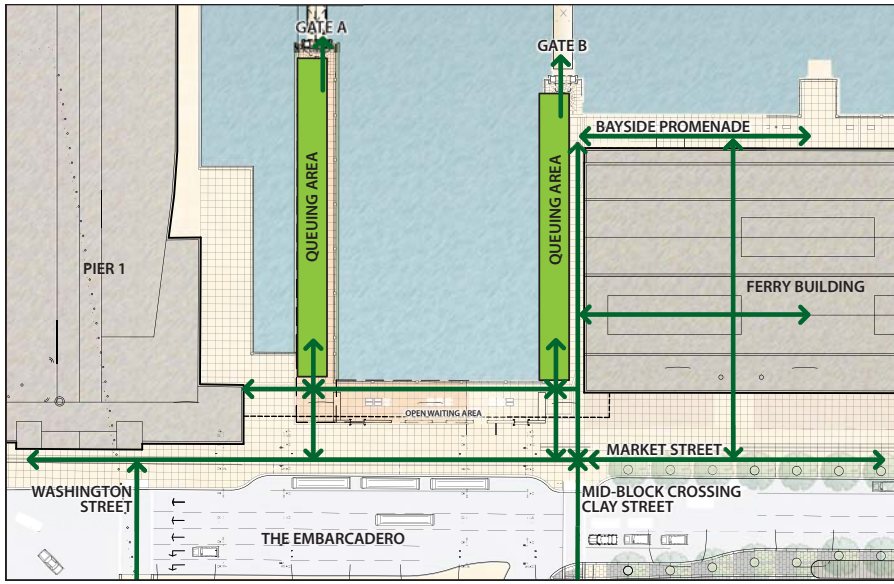 GATE A
GATE B
BAYSIDE PROMENADE
QUEUING AREA
QUEUING AREA
PIER 1
FERRY BUILDING
OPEN WAITING AREA
MARKET STREET
WASHINGTON
STREET
MID-BLOCK CROSSING
CLAY STREET
THE EMBARCADERO